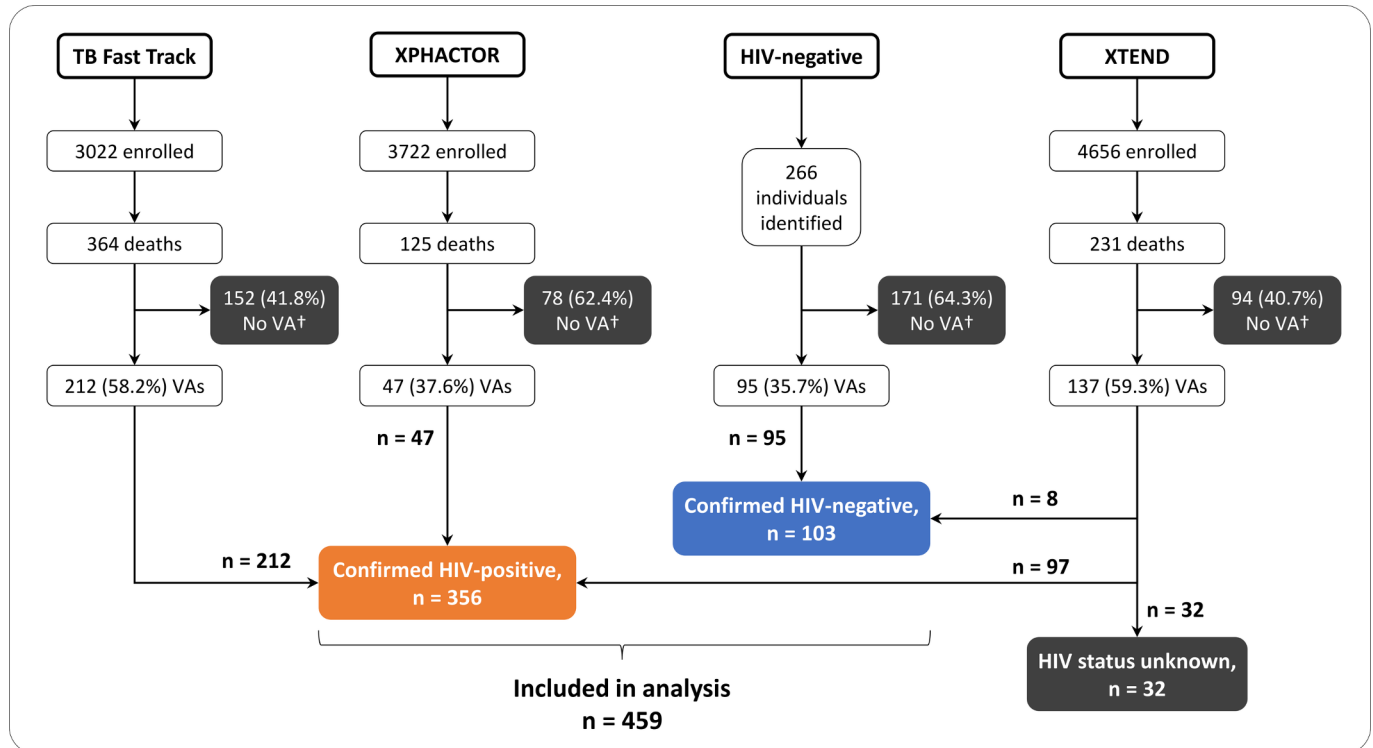 TB Fast Track
XPHACTOR
HIV-negative
XTEND
3022 enrolled
3722 enrolled
266
individuals
identified
4656 enrolled
364 deaths
125 deaths
231 deaths
152 (41.8%)
No VA†
78 (62.4%)
No VA†
171 (64.3%)
No VA†
94 (40.7%)
No VA†
212 (58.2%) VAs
47 (37.6%) VAs
95 (35.7%) VAs
137 (59.3%) VAs
n = 47
n = 95
Confirmed HIV-negative,
n = 103
n = 8
n = 212
Confirmed HIV-positive,
n = 356
n = 97
n = 32
HIV status unknown,
n = 32
Included in analysis
n = 459